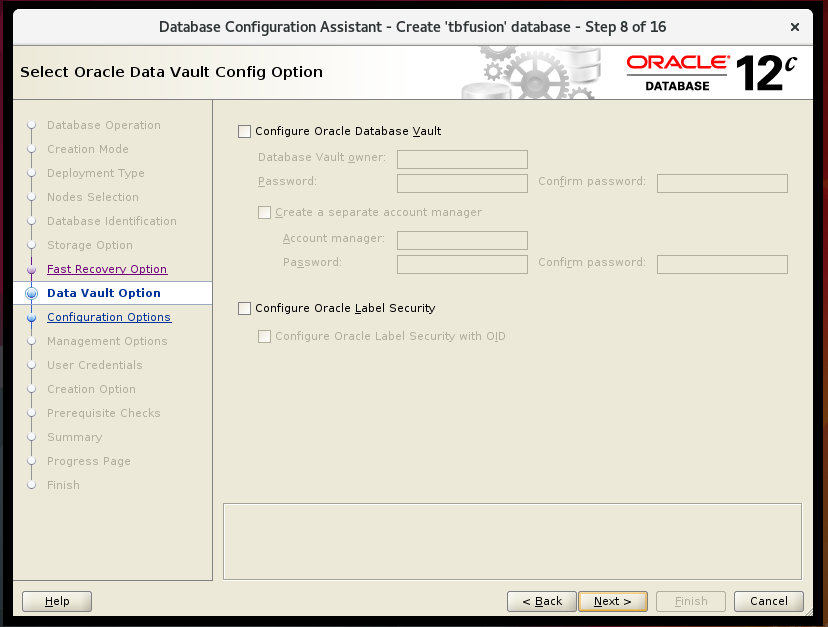 Database Configuration Assistant - Create 'tbfusion' database - Step 8 of 16
×
Select Oracle Data Vault Config Option
ORACLE
DATABASE
12c
Database Operation
Creation Mode
Deployment Type
Nodes Selection
Database Identification
Storage Option
Fast Recovery Option
Data Vault Option
Configuration Options
Management Options
User Credentials
Creation Option
Prerequisite Checks
Summary
Progress Page
Finish
Configure Oracle Database Vault
Database Vault owner:
Password: Confirm password:
Create a separate account manager
Account manager:
Password: Confirm password:
Configure Oracle Label Security
Configure Oracle Label Security with OID
Help < Back Next > Finish Cancel